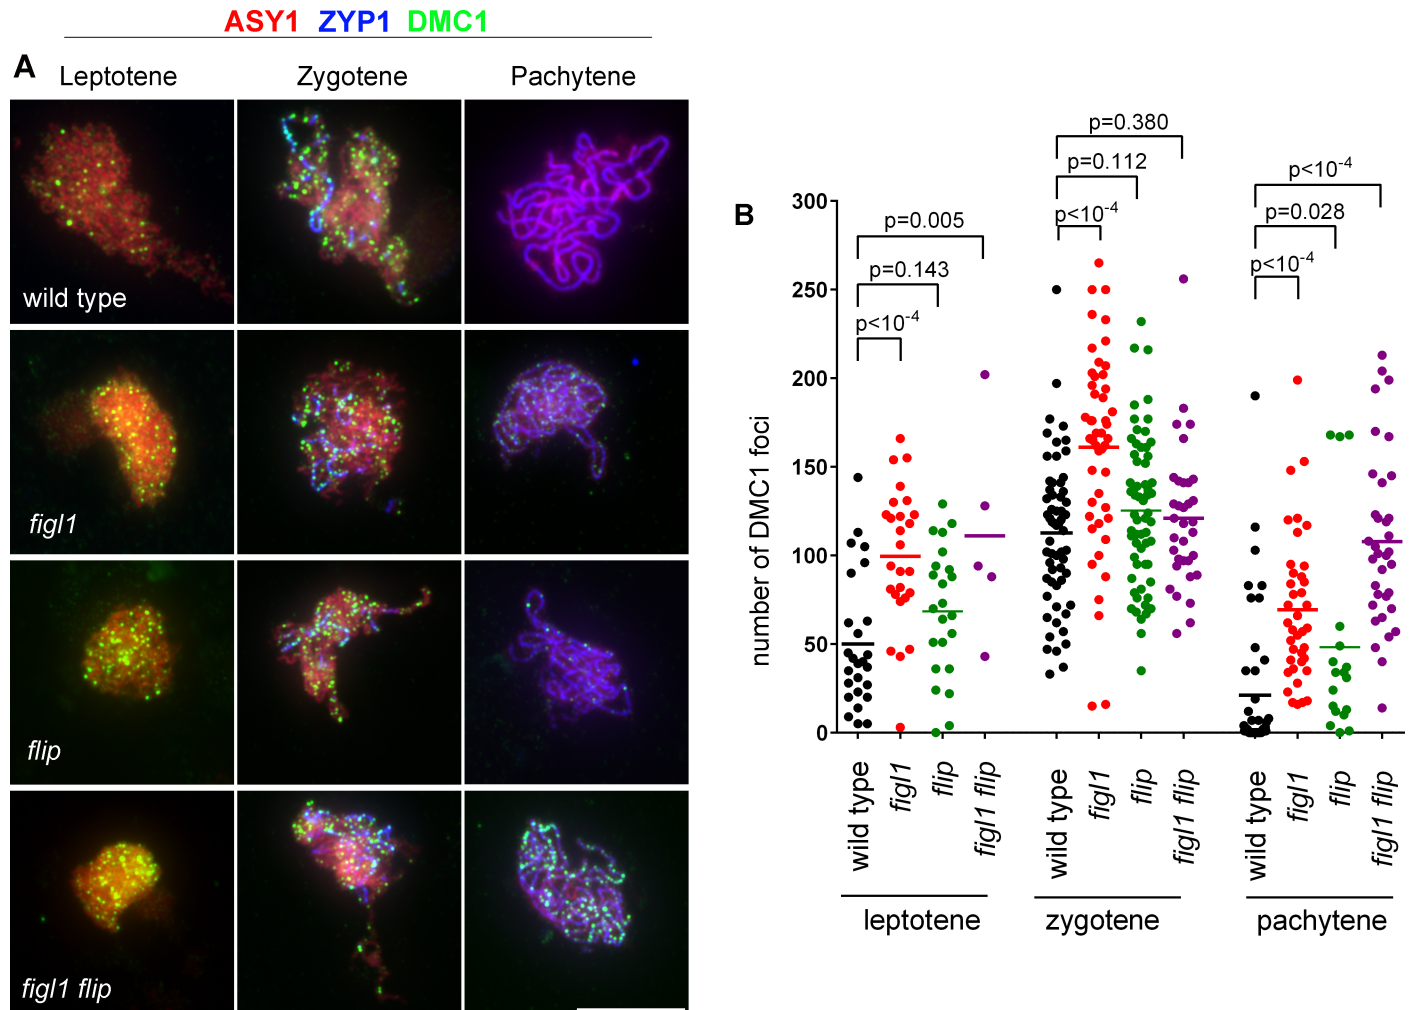 ASY1 ZYP1 DMC1
A
Leptotene Zygotene Pachytene
wild type
figl1
flip
figl1 flip
B
number of DMC1 foci
300
250
200
150
100
50
0
p=0.005
p=0.143
p<10-4
p=0.380
p=0.112
p<10-4
p<10-4
p=0.028
p<10-4
wild type
figl1
flip
figl1 flip
wild type
figl1
flip
figl1 flip
wild type
figl1
flip
figl1 flip
leptotene
zygotene
pachytene